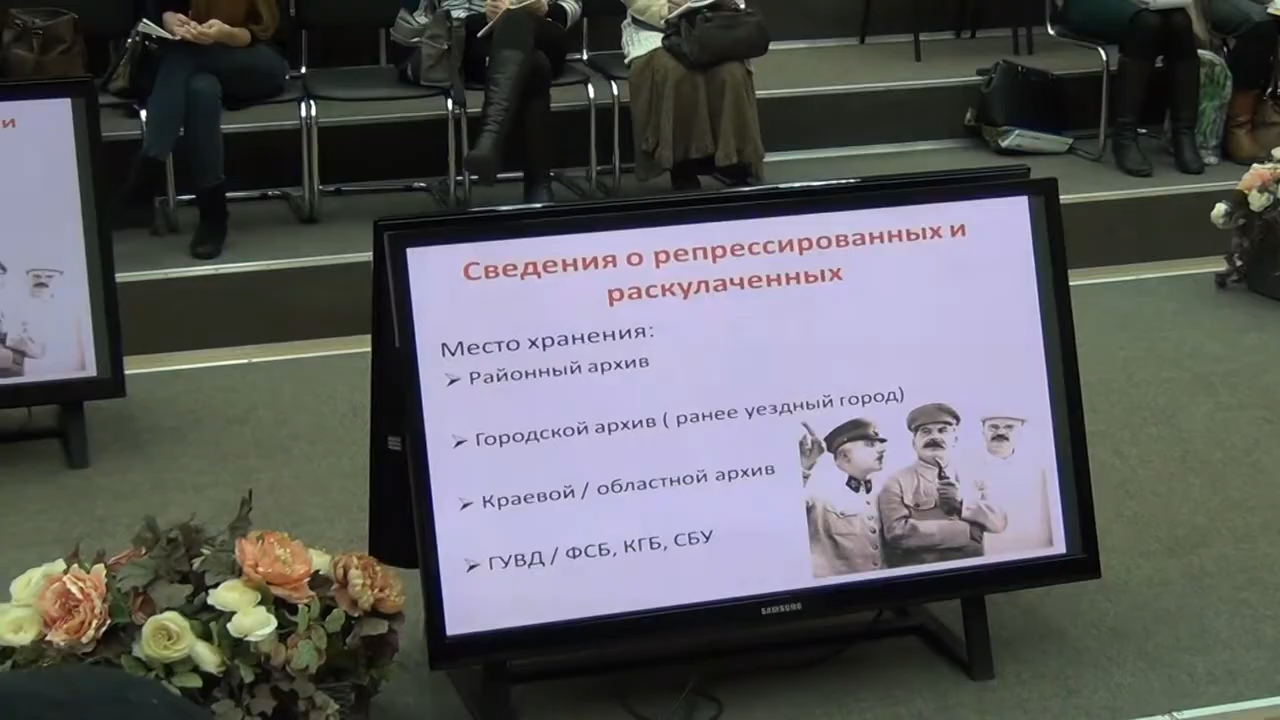 и
Сведения о репрессированных и
раскулаченных
Место хранения:
➢ Районный архив
➢ Городской архив ( ранее уездный город)
➢ Краевой / областной архив
➢ ГУВД / ФСБ, КГБ, СБУ
SAMSUNG